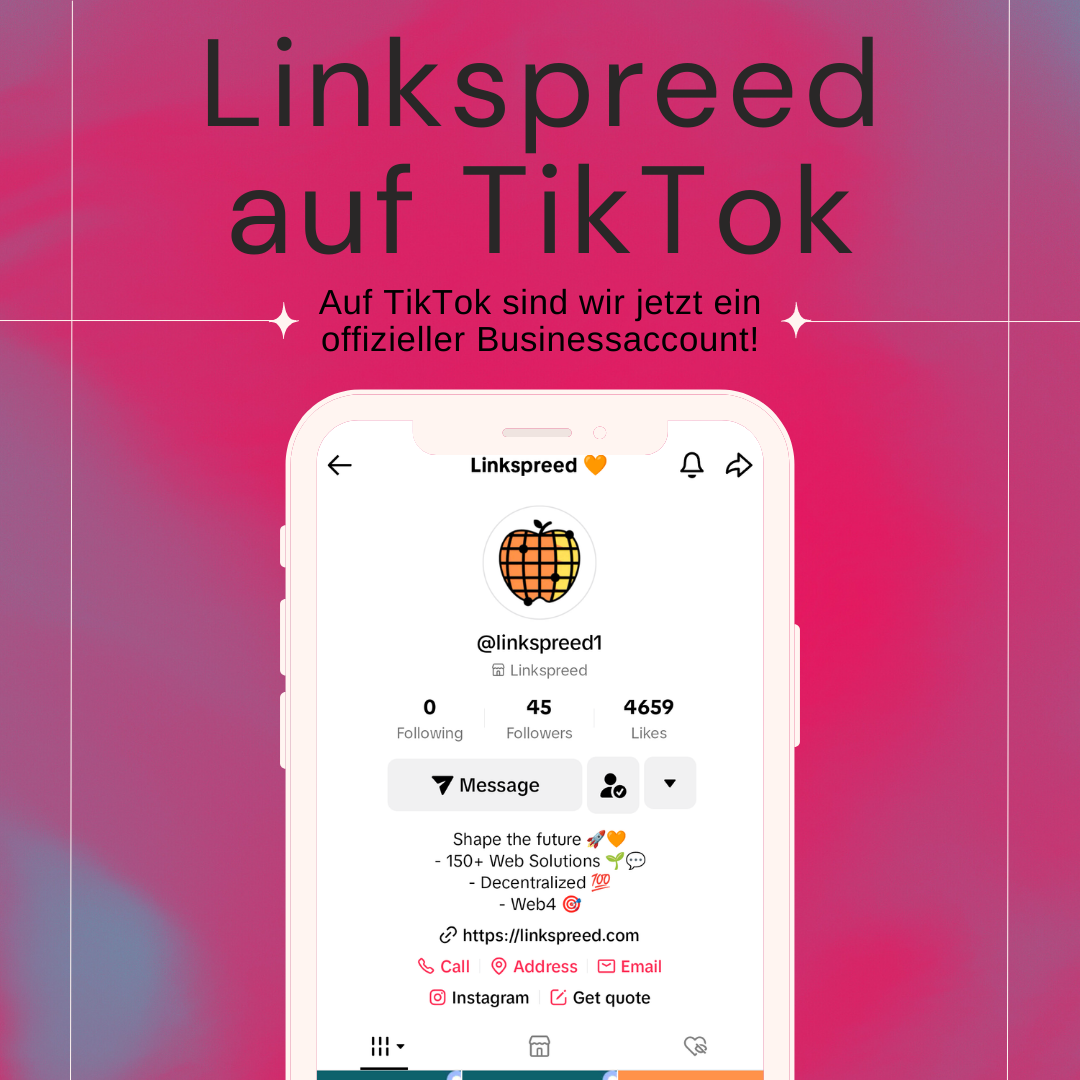 Linkspreed
auf TikTok
Auf TikTok sind wir jetzt ein
offizieller Businessaccount!
Linkspreed 🧡
@linkspreed1
Linkspreed
0 45 4659
Following Followers Likes
Message
Shape the future 🚀🧡
- 150+ Web Solutions 🌱💬
- Decentralized 💯
- Web4 🎯
https://linkspreed.com
Call Address Email
Instagram Get quote